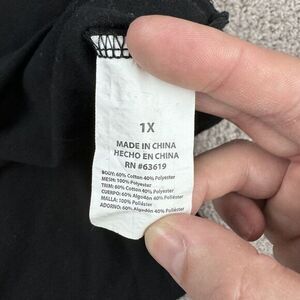 1X
MADE IN CHINA
HECHO EN CHINA
RN #63619
BODY: 60% Cotton 40% Polyester
MESH: 100% Polyester
TRIM: 60% Cotton 40% Polyester
CUERPO: 60% Algodón 40% Poliéster
MALLA: 100% Poliéster
ADORNO: 60% Algodón 40% Poliéster